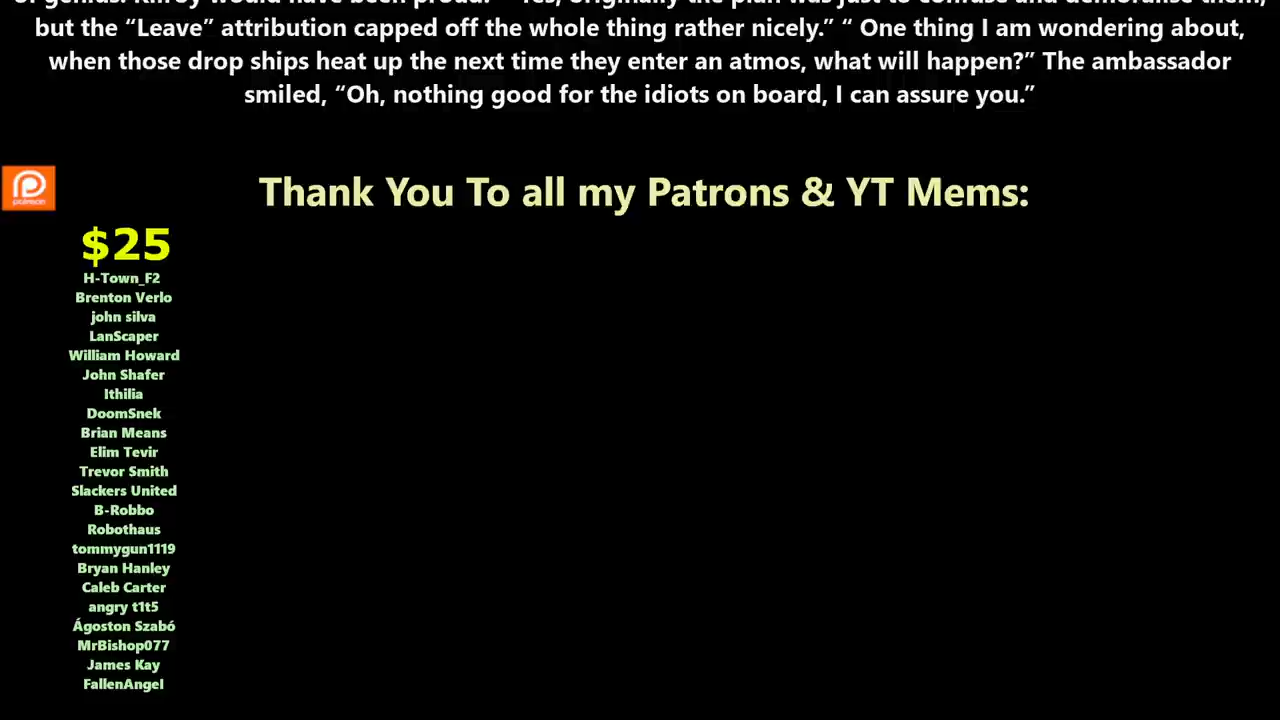 but the “Leave” attribution capped off the whole thing rather nicely.” “ One thing I am wondering about,
when those drop ships heat up the next time they enter an atmos, what will happen?” The ambassador
smiled, “Oh, nothing good for the idiots on board, I can assure you.”
patreon
Thank You To all my Patrons & YT Mems:
$25
H-Town_F2
Brenton Verlo
john silva
LanScaper
William Howard
John Shafer
Ithilia
DoomSnek
Brian Means
Elim Tevir
Trevor Smith
Slackers United
B-Robbo
Robothaus
tommygun1119
Bryan Hanley
Caleb Carter
angry t1t5
Ágoston Szabó
MrBishop077
James Kay
FallenAngel